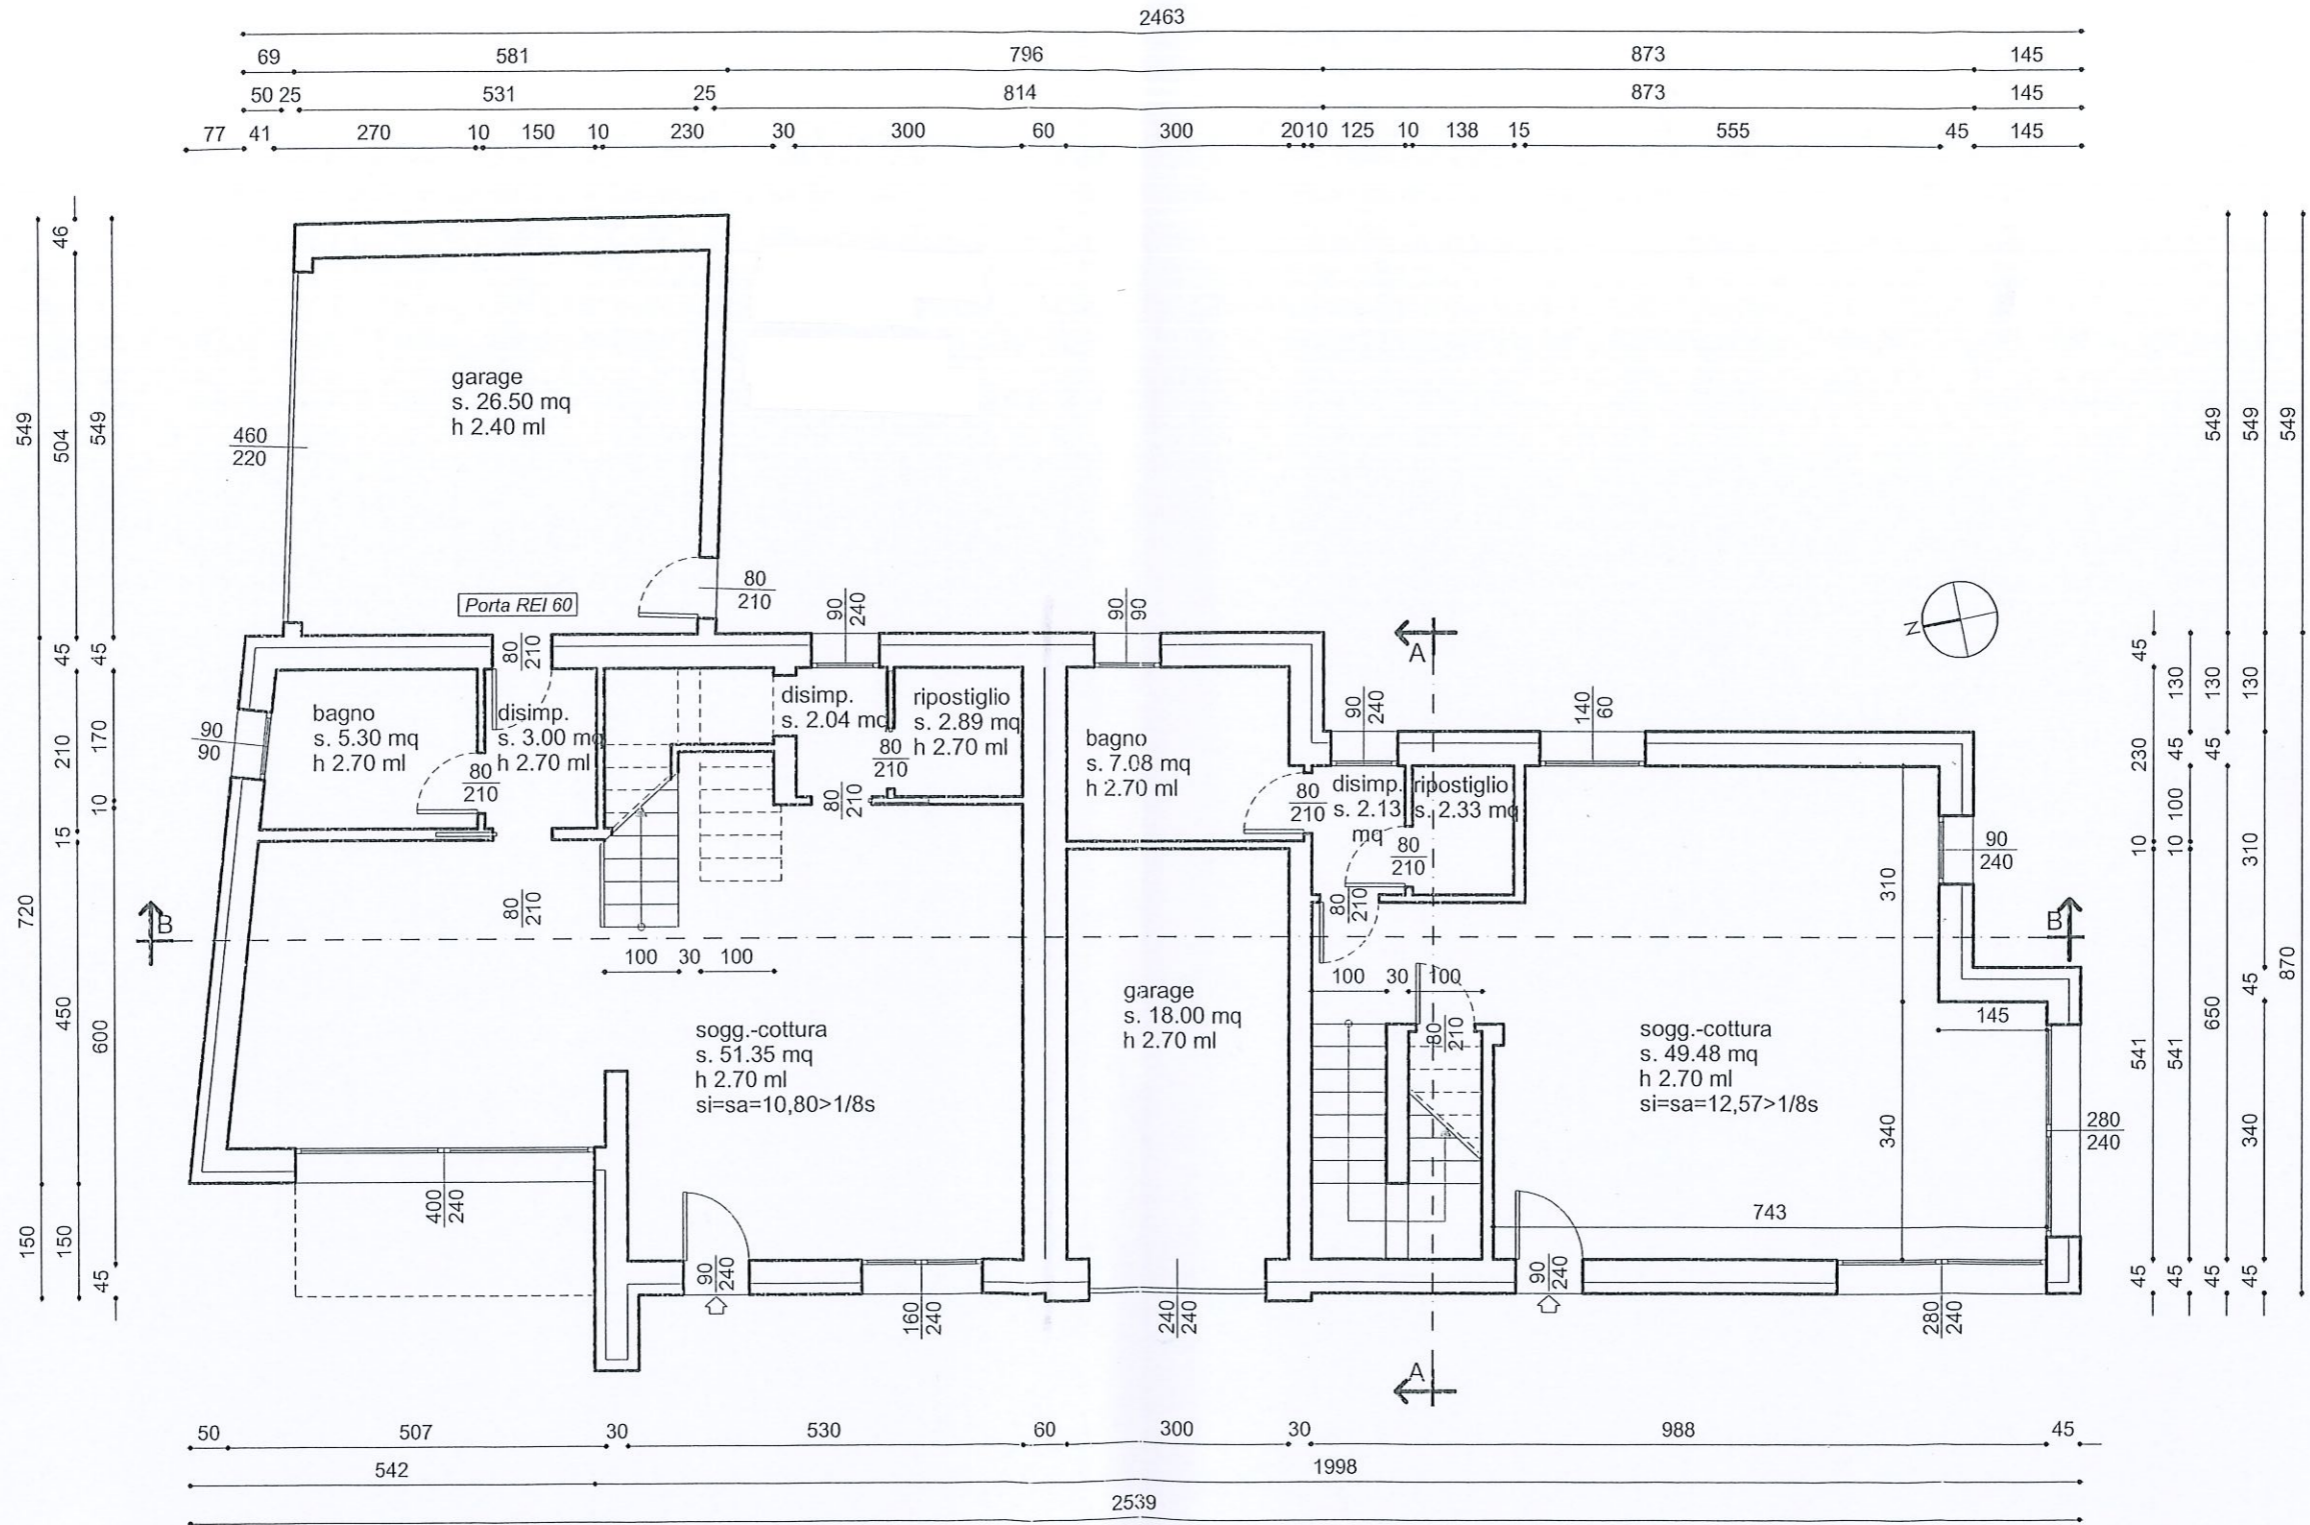 2463
69 581 796 873 145
50 25 531 25 814 873 145
77 41 270 10 150 10 230 30 300 60 300 20 10 125 10 138 15 555 45 145
549
720
150
46
504
45
210
15
450
150
549
45
170
10
600
45
garage
s. 26.50 mq
h 2.40 ml
460
220
Porta REI 60
80
210
80
210
90
240
90
90
A
N
90
90
bagno
s. 5.30 mq
h 2.70 ml
80
210
disimp.
s. 3.00 mq
h 2.70 ml
disimp.
s. 2.04 mq
ripostiglio
s. 2.89 mq
h 2.70 ml
80
210
80
210
bagno
s. 7.08 mq
h 2.70 ml
90
240
140
60
80
210
disimp.
s. 2.13
mq
ripostiglio
s. 2.33 mq
80
210
80
210
90
240
310
B
80
210
B
100 30 100
100 30 100
80
210
garage
s. 18.00 mq
h 2.70 ml
sogg.-cottura
s. 51.35 mq
h 2.70 ml
si=sa=10,80>1/8s
sogg.-cottura
s. 49.48 mq
h 2.70 ml
si=sa=12,57>1/8s
145
340
280
240
743
400
240
90
240
160
240
240
240
90
240
280
240
A
45
230
10
541
45
130
45
100
10
541
45
549
130
45
650
45
549
130
310
45
340
45
549
870
50 507 30 530 60 300 30 988 45
542 1998
2539